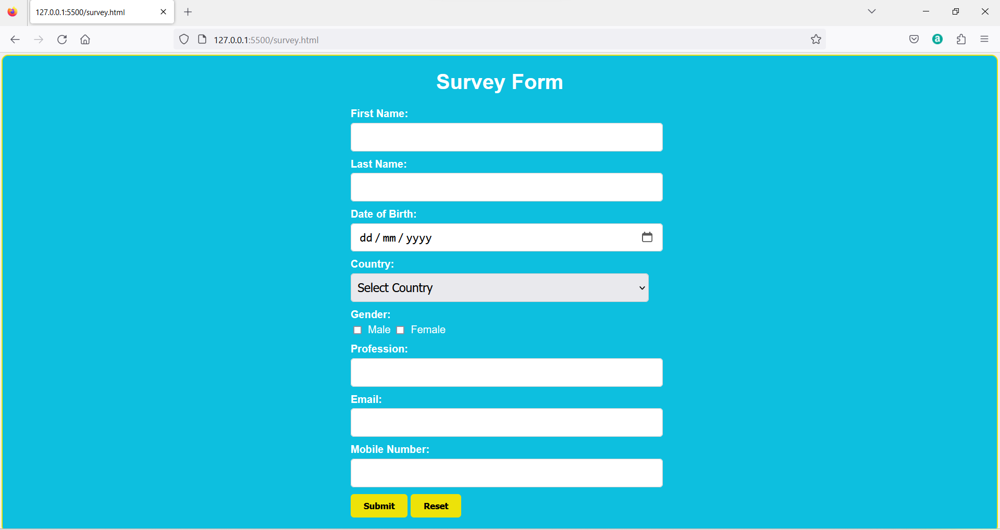 127.0.0.1:5500/survey.html
127.0.0.1:5500/survey.html
a
Survey Form
First Name:
Last Name:
Date of Birth:
dd / mm / yyyy
Country:
Select Country
Gender:
Male Female
Profession:
Email:
Mobile Number:
Submit Reset